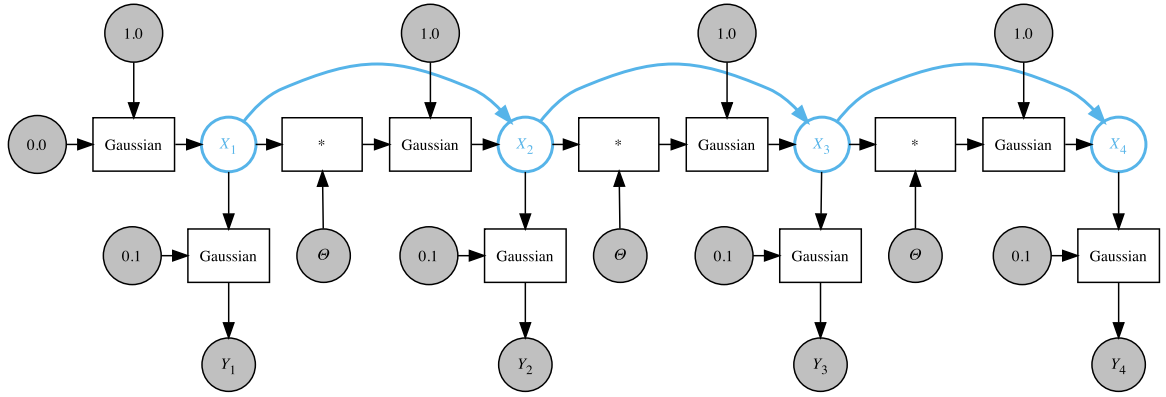 1.0 1.0 1.0 1.0
0.0 Gaussian X₁ * Gaussian X₂ * Gaussian X₃ * Gaussian X₄
0.1 Gaussian Θ 0.1 Gaussian Θ 0.1 Gaussian Θ 0.1 Gaussian
Y₁ Y₂ Y₃ Y₄